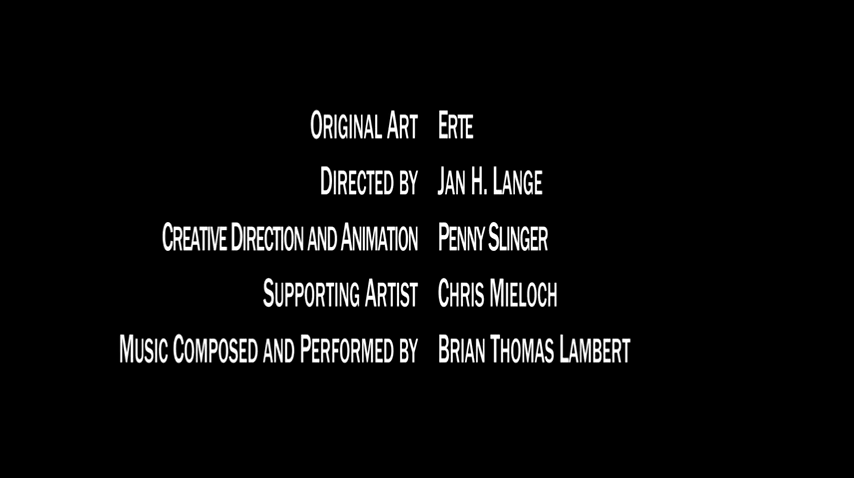 Original Art Erte
Directed by Jan H. Lange
Creative Direction and Animation Penny Slinger
Supporting Artist Chris Mieloch
Music Composed and Performed by Brian Thomas Lambert